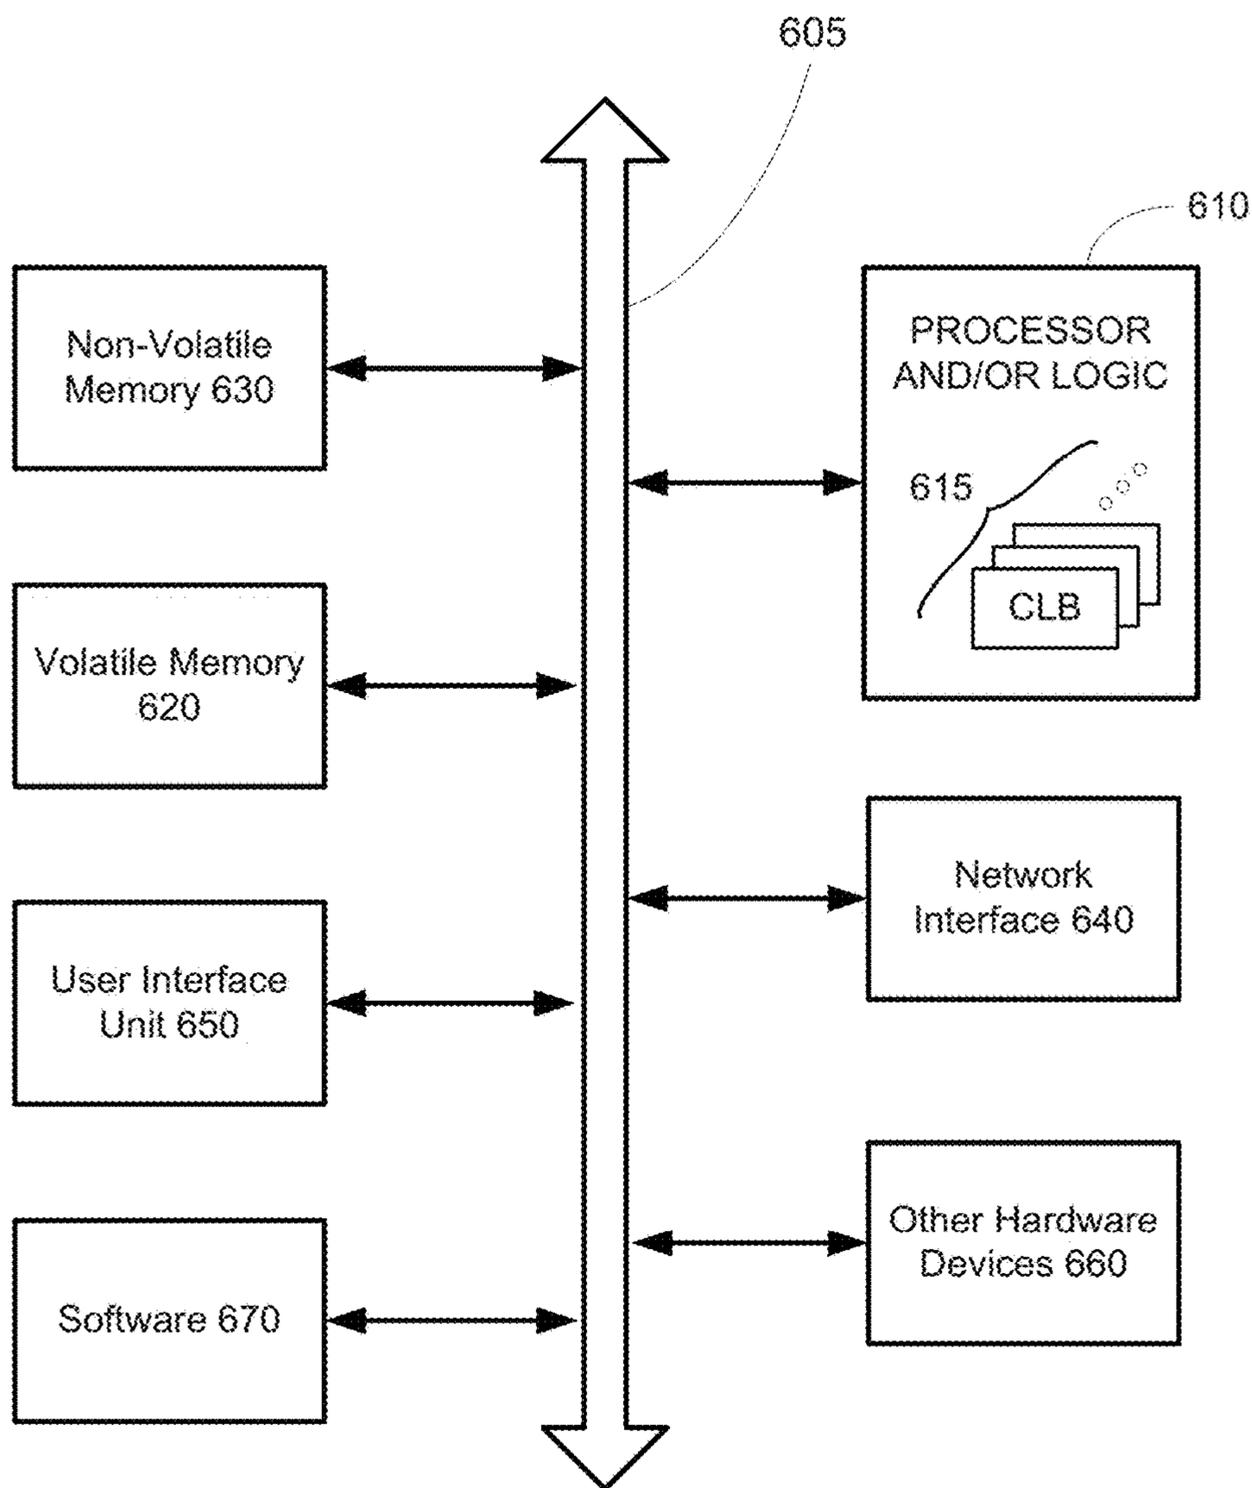 605
610
Non-Volatile
Memory 630
PROCESSOR
AND/OR LOGIC
615
CLB
Volatile Memory
620
Network
Interface 640
User Interface
Unit 650
Other Hardware
Devices 660
Software 670